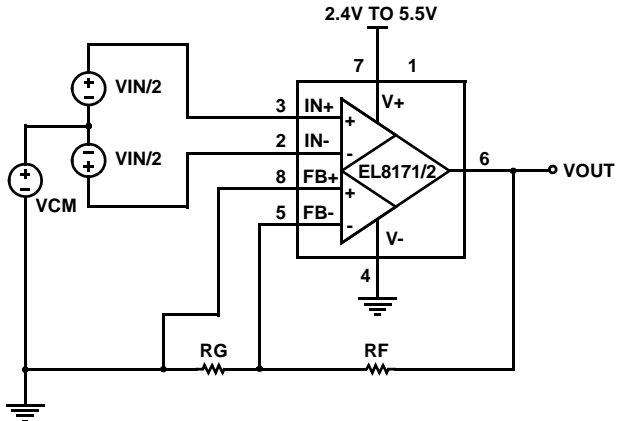 2.4V TO 5.5V
7 1
VIN/2
3 IN+ V+
+
-
+
-
2 IN-
-
+
VIN/2
EL8171/2
6
VOUT
8 FB+
+
-
VCM
+
5 FB-
-
V-
4
RG
RF